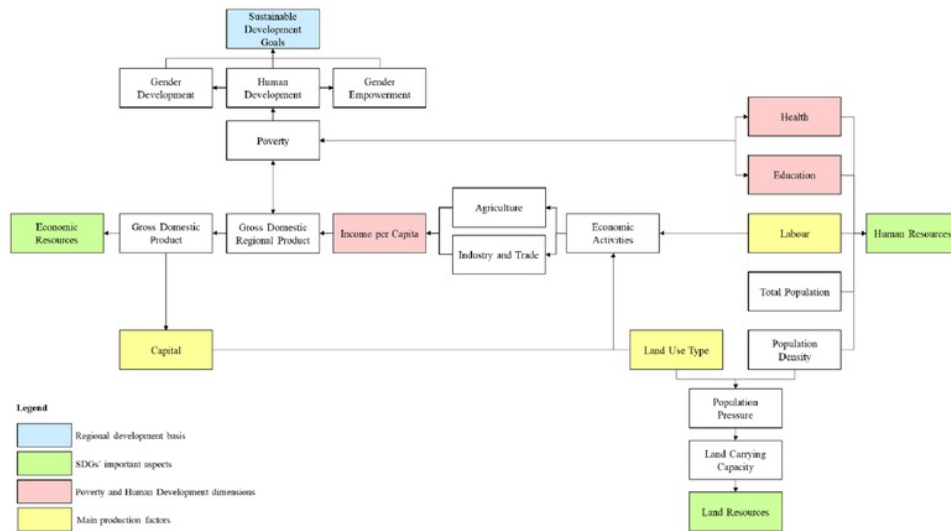 Sustainable
Development
Goals
Gender
Development
Human
Development
Gender
Empowerment
Poverty
Health
Education
Economic
Resources
Gross Domestic
Product
Gross Domestic
Regional Product
Income per Capita
Agriculture
Industry and Trade
Economic
Activities
Labour
Human Resources
Total Population
Capital
Land Use Type
Population
Density
Population
Pressure
Land Carrying
Capacity
Land Resources
Legend
Regional development basis
SDGs' important aspects
Poverty and Human Development dimensions
Main production factors